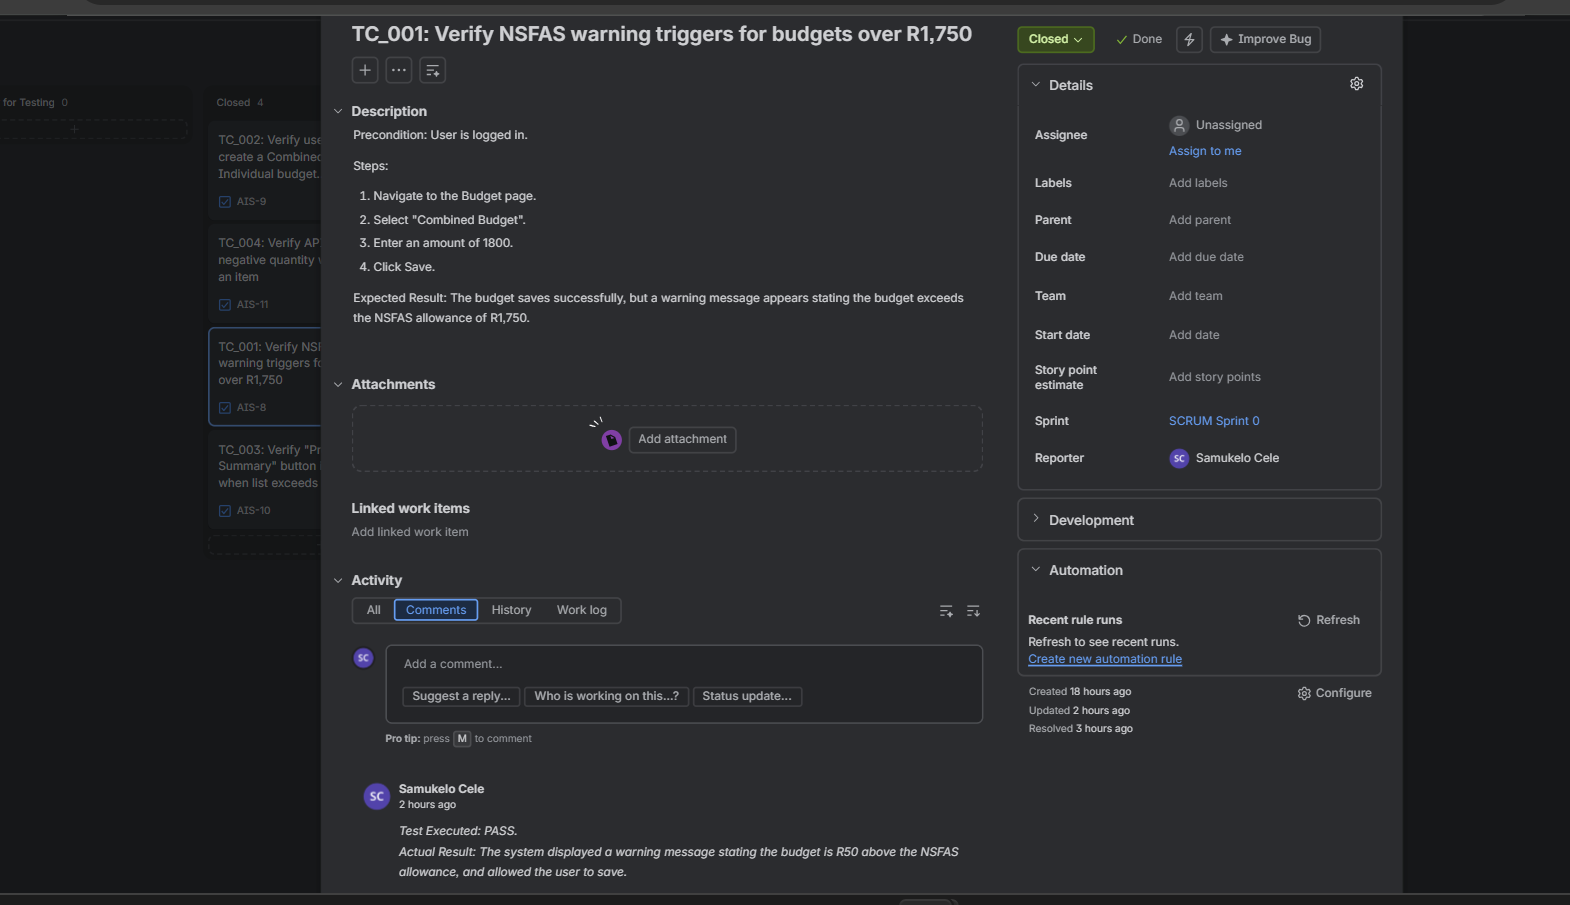 TC_001: Verify NSFAS warning triggers for budgets over R1,750
Closed
Done
Improve Bug
for Testing 0
Closed 4
TC_002: Verify use
create a Combined
Individual budget.
AIS-9
TC_004: Verify AP
negative quantity
an item
AIS-11
TC_001: Verify NSF
warning triggers fo
over R1,750
AIS-8
TC_003: Verify "Pr
Summary" button
when list exceeds
AIS-10
Description
Precondition: User is logged in.
Steps:
1. Navigate to the Budget page.
2. Select "Combined Budget".
3. Enter an amount of 1800.
4. Click Save.
Expected Result: The budget saves successfully, but a warning message appears stating the budget exceeds
the NSFAS allowance of R1,750.
Attachments
Add attachment
Linked work items
Add linked work item
Activity
All Comments History Work log
SC
Add a comment...
Suggest a reply... Who is working on this...? Status update...
Pro tip: press M to comment
SC
Samukelo Cele
2 hours ago
Test Executed: PASS.
Actual Result: The system displayed a warning message stating the budget is R50 above the NSFAS
allowance, and allowed the user to save.
Details
Assignee Unassigned
Assign to me
Labels Add labels
Parent Add parent
Due date Add due date
Team Add team
Start date Add date
Story point
estimate
Add story points
Sprint SCRUM Sprint 0
Reporter SC Samukelo Cele
Development
Automation
Recent rule runs Refresh
Refresh to see recent runs.
Create new automation rule
Created 18 hours ago Configure
Updated 2 hours ago
Resolved 3 hours ago